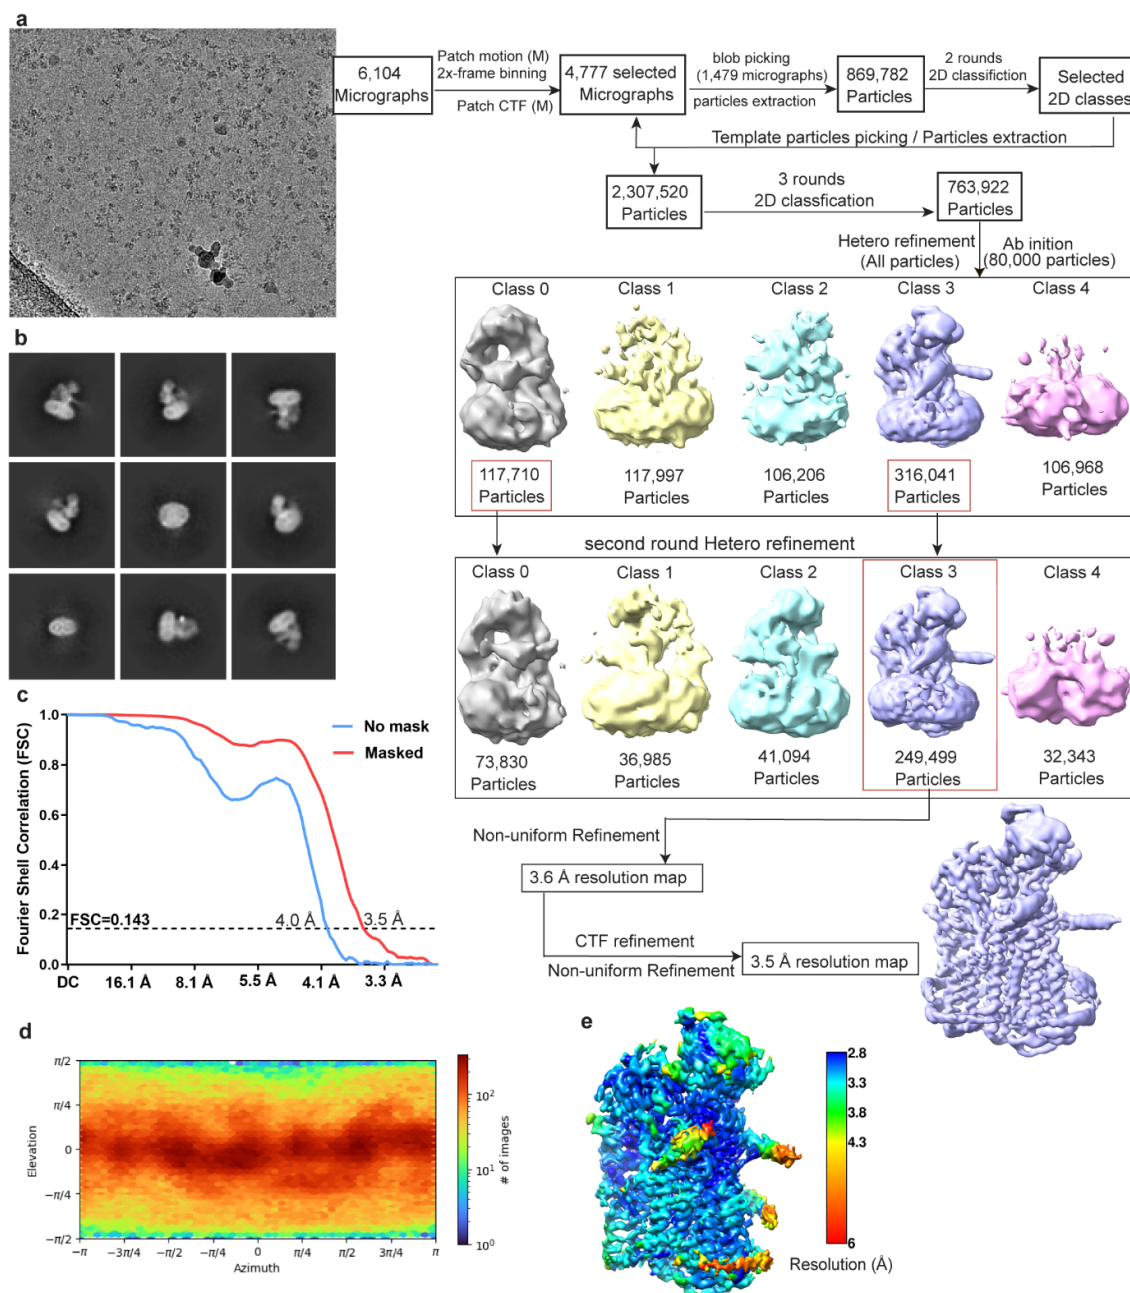 a
6,104
Micrographs
Patch motion (M)
2x-frame binning
Patch CTF (M)
4,777 selected
Micrographs
blob picking
(1,479 micrographs)
particles extraction
869,782
Particles
2 rounds
2D classifiction
Selected
2D classes
Template particles picking / Particles extraction
2,307,520
Particles
3 rounds
2D classfication
763,922
Particles
Hetero refinement
(All particles)
Ab inition
(80,000 particles)
Class 0
Class 1
Class 2
Class 3
Class 4
117,710
Particles
117,997
Particles
106,206
Particles
316,041
Particles
106,968
Particles
second round Hetero refinement
Class 0
Class 1
Class 2
Class 3
Class 4
73,830
Particles
36,985
Particles
41,094
Particles
249,499
Particles
32,343
Particles
Non-uniform Refinement
3.6 Å resolution map
CTF refinement
Non-uniform Refinement
3.5 Å resolution map
b
c
Fourier Shell Correlation (FSC)
1.0
0.8
0.6
0.4
0.2
0.0
No mask
Masked
FSC=0.143
4.0 Å
3.5 Å
DC
16.1 Å
8.1 Å
5.5 Å
4.1 Å
3.3 Å
d
Elevation
π/2
π/4
0
−π/4
−π/2
−π
−3π/4
−π/2
−π/4
0
π/4
π/2
3π/4
π
Azimuth
10²
10¹
10⁰
# of images
e
2.8
3.3
3.8
4.3
6
Resolution (Å)